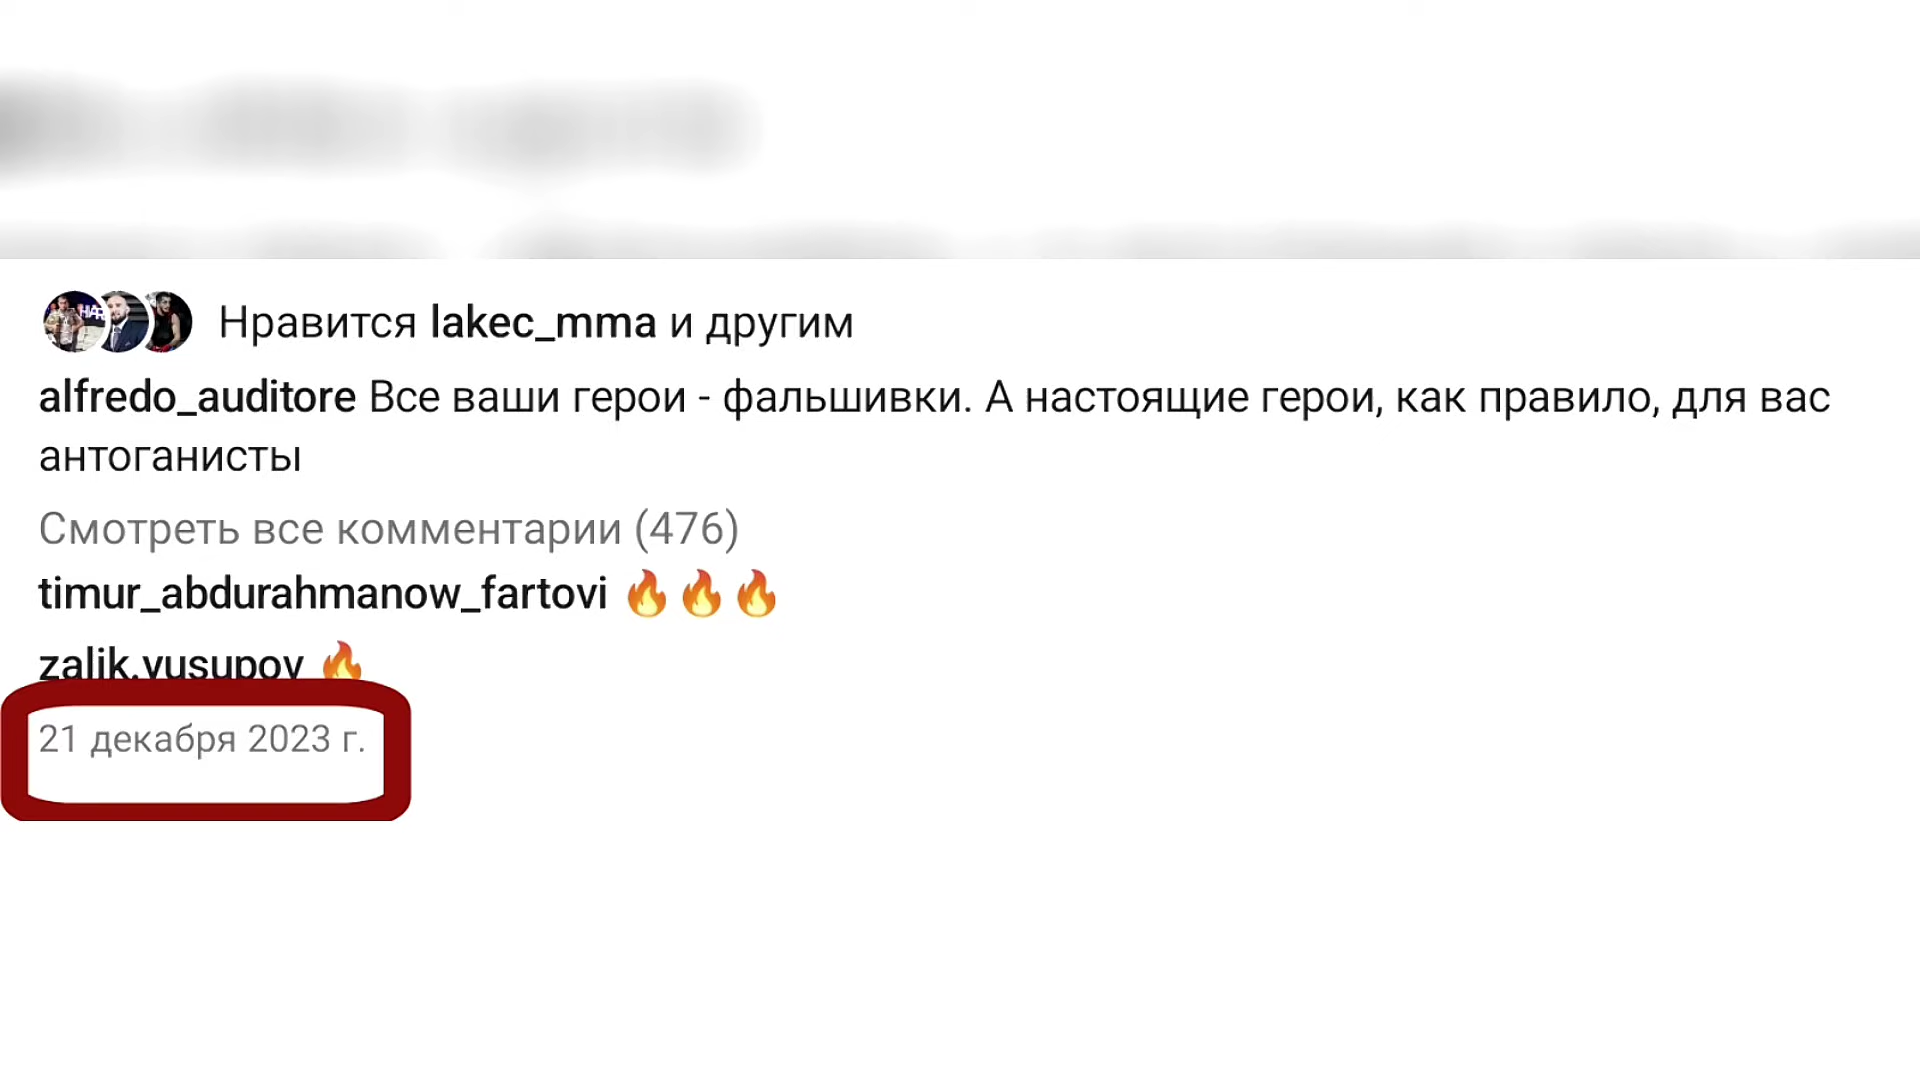 Нравится lakec_mma и другим
alfredo_auditore Все ваши герои - фальшивки. А настоящие герои, как правило, для вас
антоганисты
Смотреть все комментарии (476)
timur_abdurahmanow_fartovi 🔥🔥🔥
zalik.yusupov 🔥
21 декабря 2023 г.